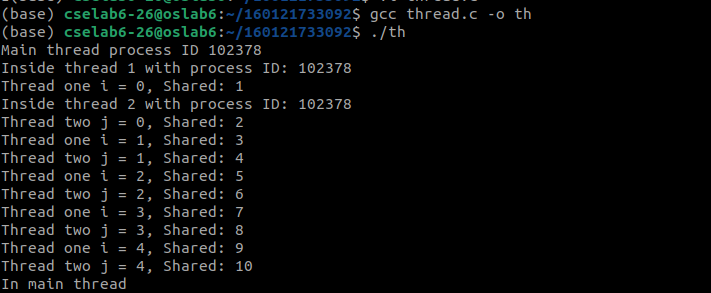 (base) cselab6-26@oslab6:~/160121733092$ gcc thread.c -o th
(base) cselab6-26@oslab6:~/160121733092$ ./th
Main thread process ID 102378
Inside thread 1 with process ID: 102378
Thread one i = 0, Shared: 1
Inside thread 2 with process ID: 102378
Thread two j = 0, Shared: 2
Thread one i = 1, Shared: 3
Thread two j = 1, Shared: 4
Thread one i = 2, Shared: 5
Thread two j = 2, Shared: 6
Thread one i = 3, Shared: 7
Thread two j = 3, Shared: 8
Thread one i = 4, Shared: 9
Thread two j = 4, Shared: 10
In main thread